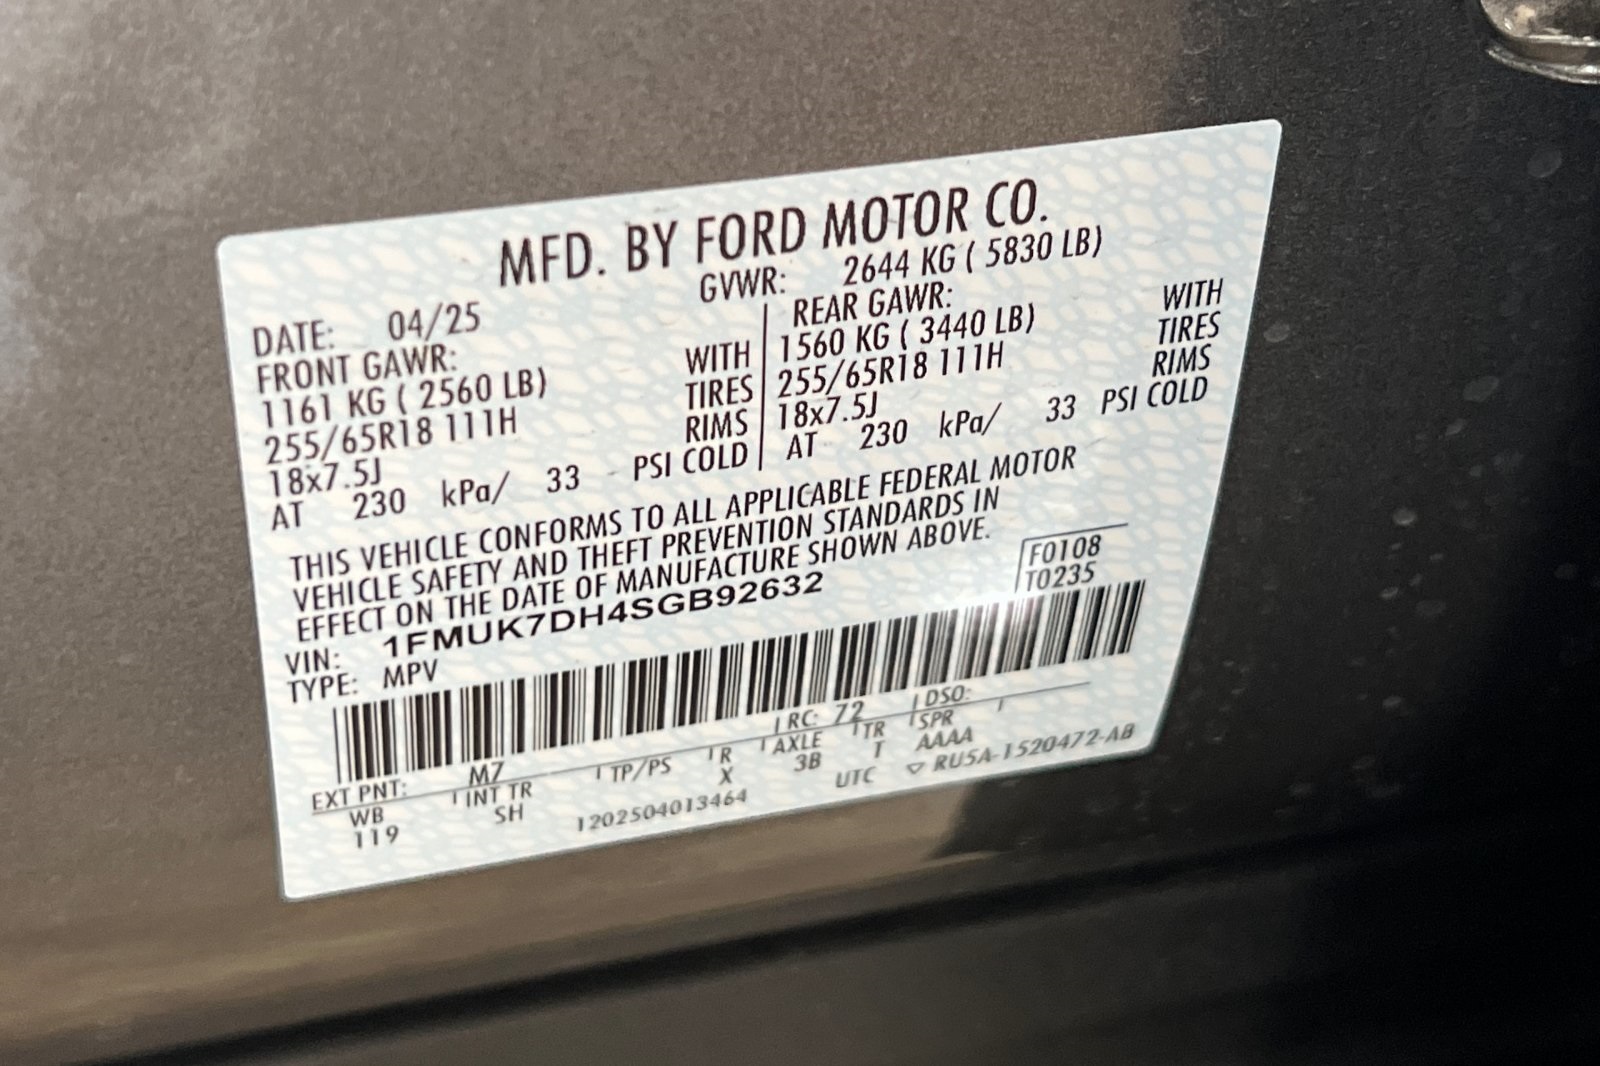 MFD. BY FORD MOTOR CO.
DATE: 04/25 GVWR: 2644 KG ( 5830 LB)
FRONT GAWR: REAR GAWR:
1161 KG ( 2560 LB) WITH 1560 KG ( 3440 LB) WITH
255/65R18 111H TIRES 255/65R18 111H TIRES
18x7.5J RIMS 18x7.5J RIMS
AT 230 kPa/ 33 PSI COLD AT 230 kPa/ 33 PSI COLD
THIS VEHICLE CONFORMS TO ALL APPLICABLE FEDERAL MOTOR
VEHICLE SAFETY AND THEFT PREVENTION STANDARDS IN
EFFECT ON THE DATE OF MANUFACTURE SHOWN ABOVE.
F0108
T0235
VIN: 1FMUK7DH4SGB92632
TYPE: MPV
EXT PNT: M7 RC: 72 DSO:
WB INT TR TP/PS R AXLE TR SPR
119 SH X 3B T AAAA
1202504013464 UTC ▽ RU5A-1520472-AB